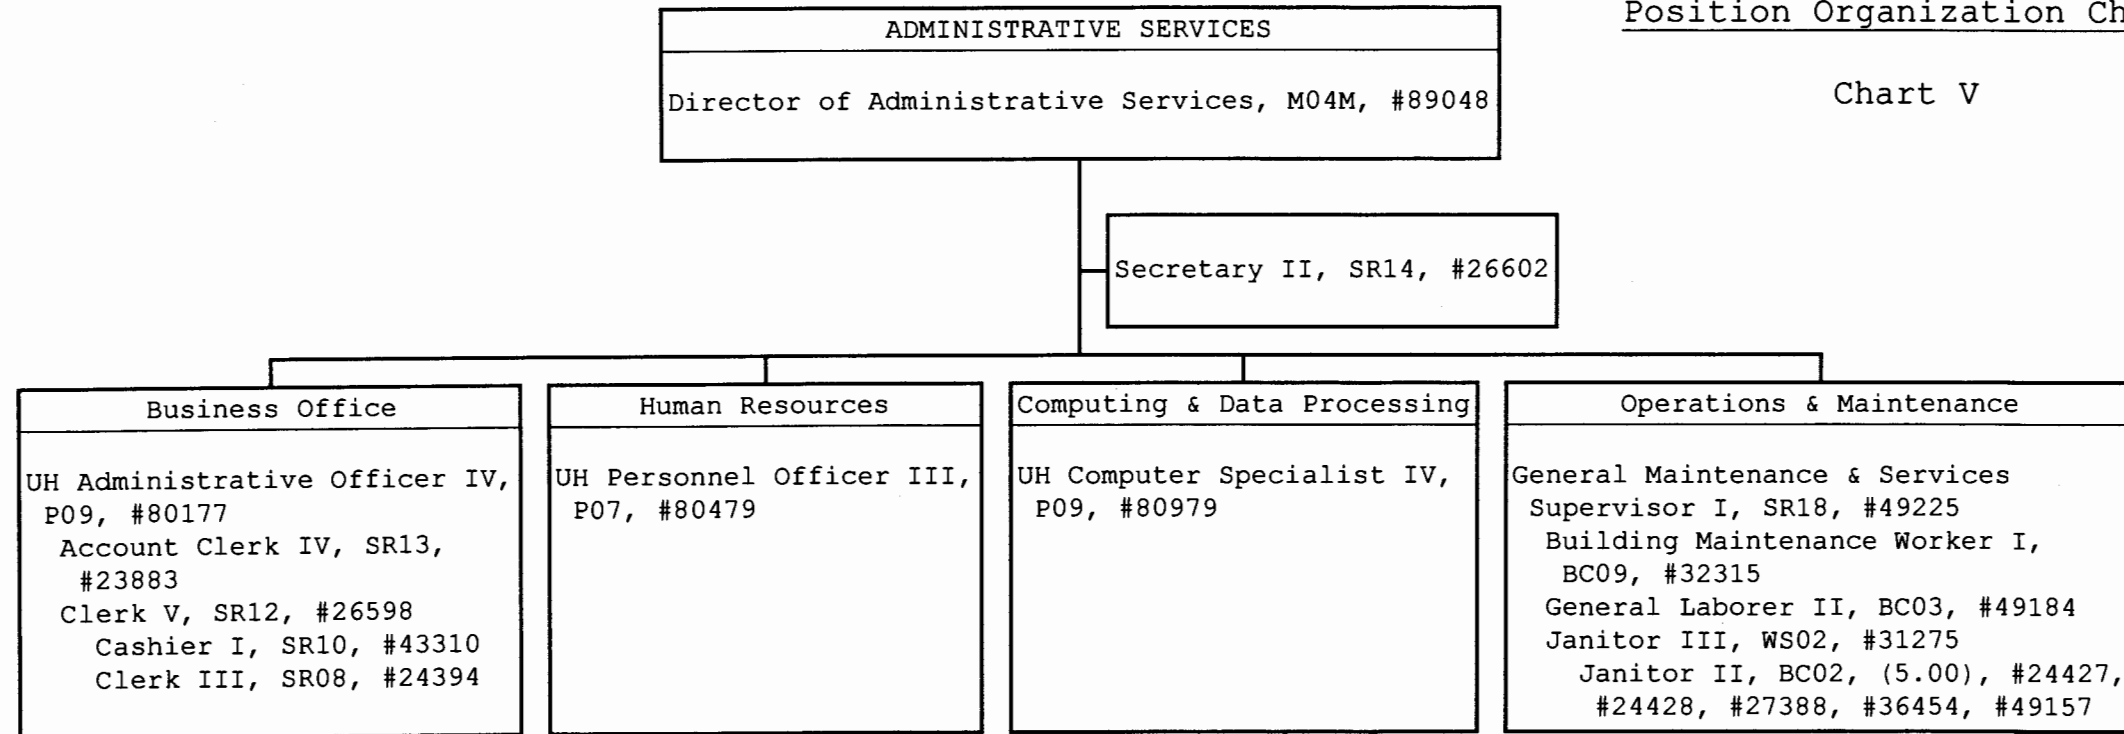 Position Organization Ch
Chart V
ADMINISTRATIVE SERVICES
Director of Administrative Services, M04M, #89048
Secretary II, SR14, #26602
Business Office
UH Administrative Officer IV,
P09, #80177
Account Clerk IV, SR13,
#23883
Clerk V, SR12, #26598
Cashier I, SR10, #43310
Clerk III, SR08, #24394
Human Resources
UH Personnel Officer III,
P07, #80479
Computing & Data Processing
UH Computer Specialist IV,
P09, #80979
Operations & Maintenance
General Maintenance & Services
Supervisor I, SR18, #49225
Building Maintenance Worker I,
BC09, #32315
General Laborer II, BC03, #49184
Janitor III, WS02, #31275
Janitor II, BC02, (5.00), #24427,
#24428, #27388, #36454, #49157